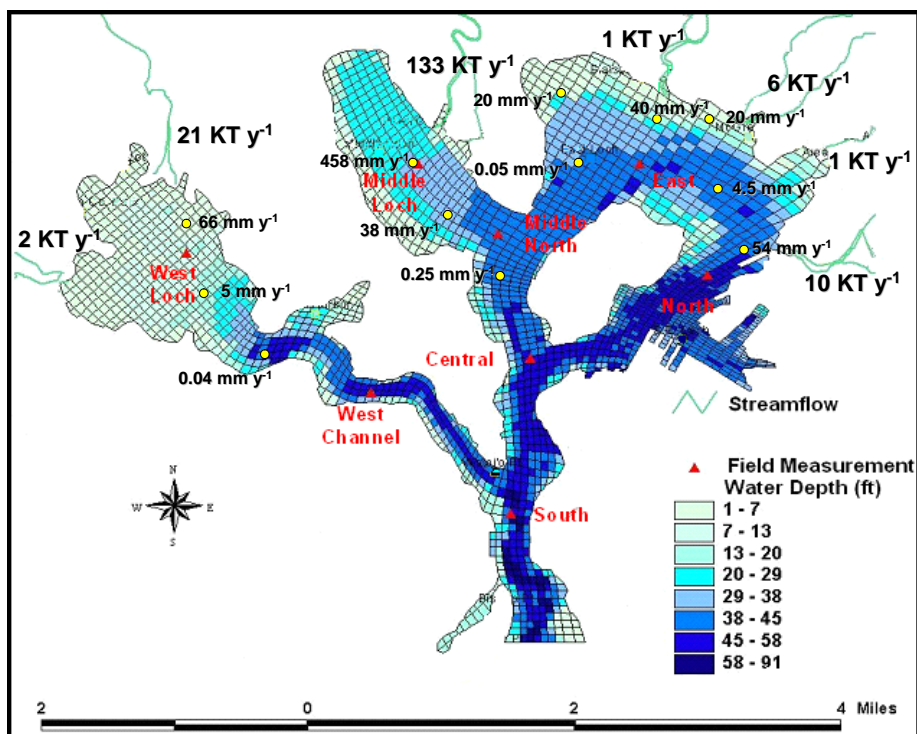 1 KT y-1
133 KT y-1
6 KT y-1
20 mm y-1
40 mm y-1
20 mm y-1
21 KT y-1
458 mm y-1
0.05 mm y-1
1 KT y-1
Middle
Loch
East
4.5 mm y-1
66 mm y-1
38 mm y-1
Middle
North
2 KT y-1
54 mm y-1
West
Loch
5 mm y-1
0.25 mm y-1
North
10 KT y-1
0.04 mm y-1
Central
West
Channel
Streamflow
N
W E
S
South
Field Measurement
Water Depth (ft)
1 - 7
7 - 13
13 - 20
20 - 29
29 - 38
38 - 45
45 - 58
58 - 91
2 0 2 4 Miles